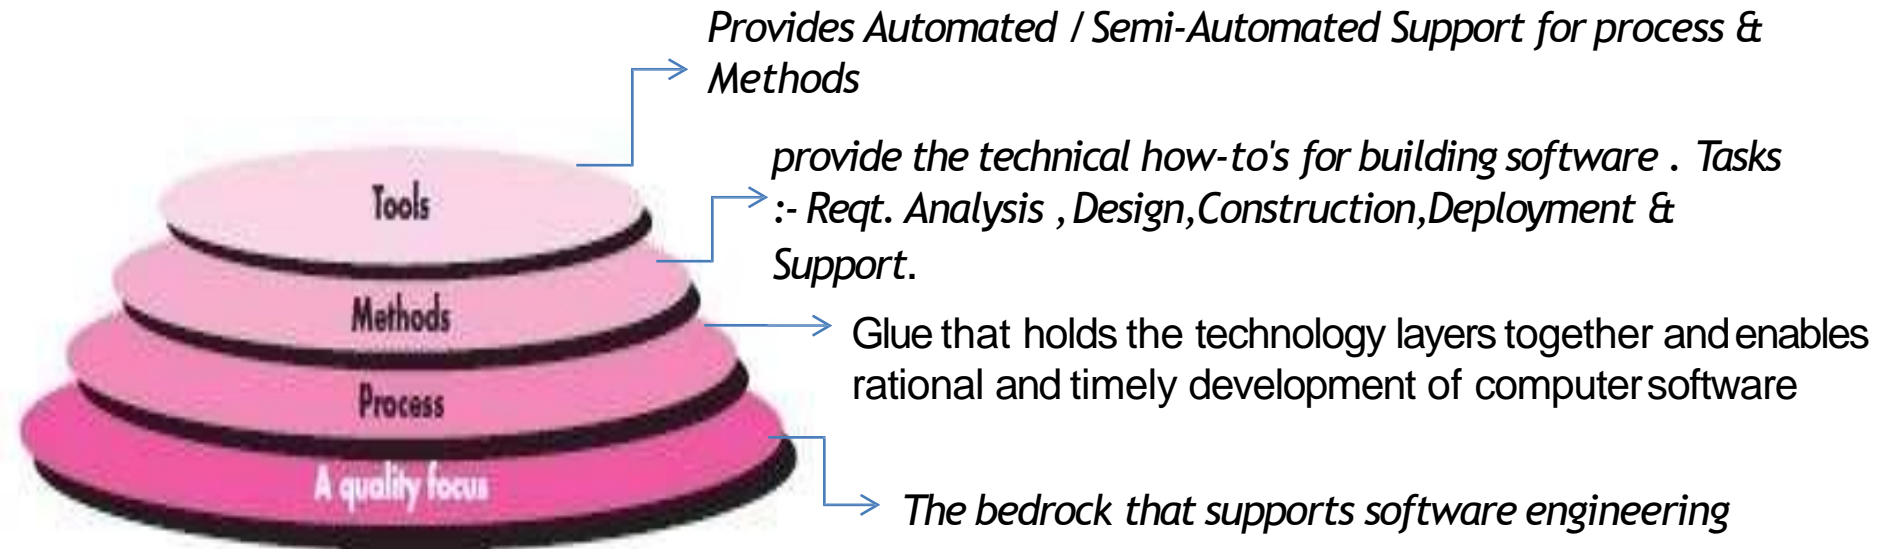 Provides Automated / Semi-Automated Support for process &
Methods
Tools
provide the technical how-to's for building software . Tasks
:- Reqt. Analysis , Design,Construction,Deployment &
Support.
Methods
Glue that holds the technology layers together and enables
rational and timely development of computer software
Process
A quality focus
The bedrock that supports software engineering